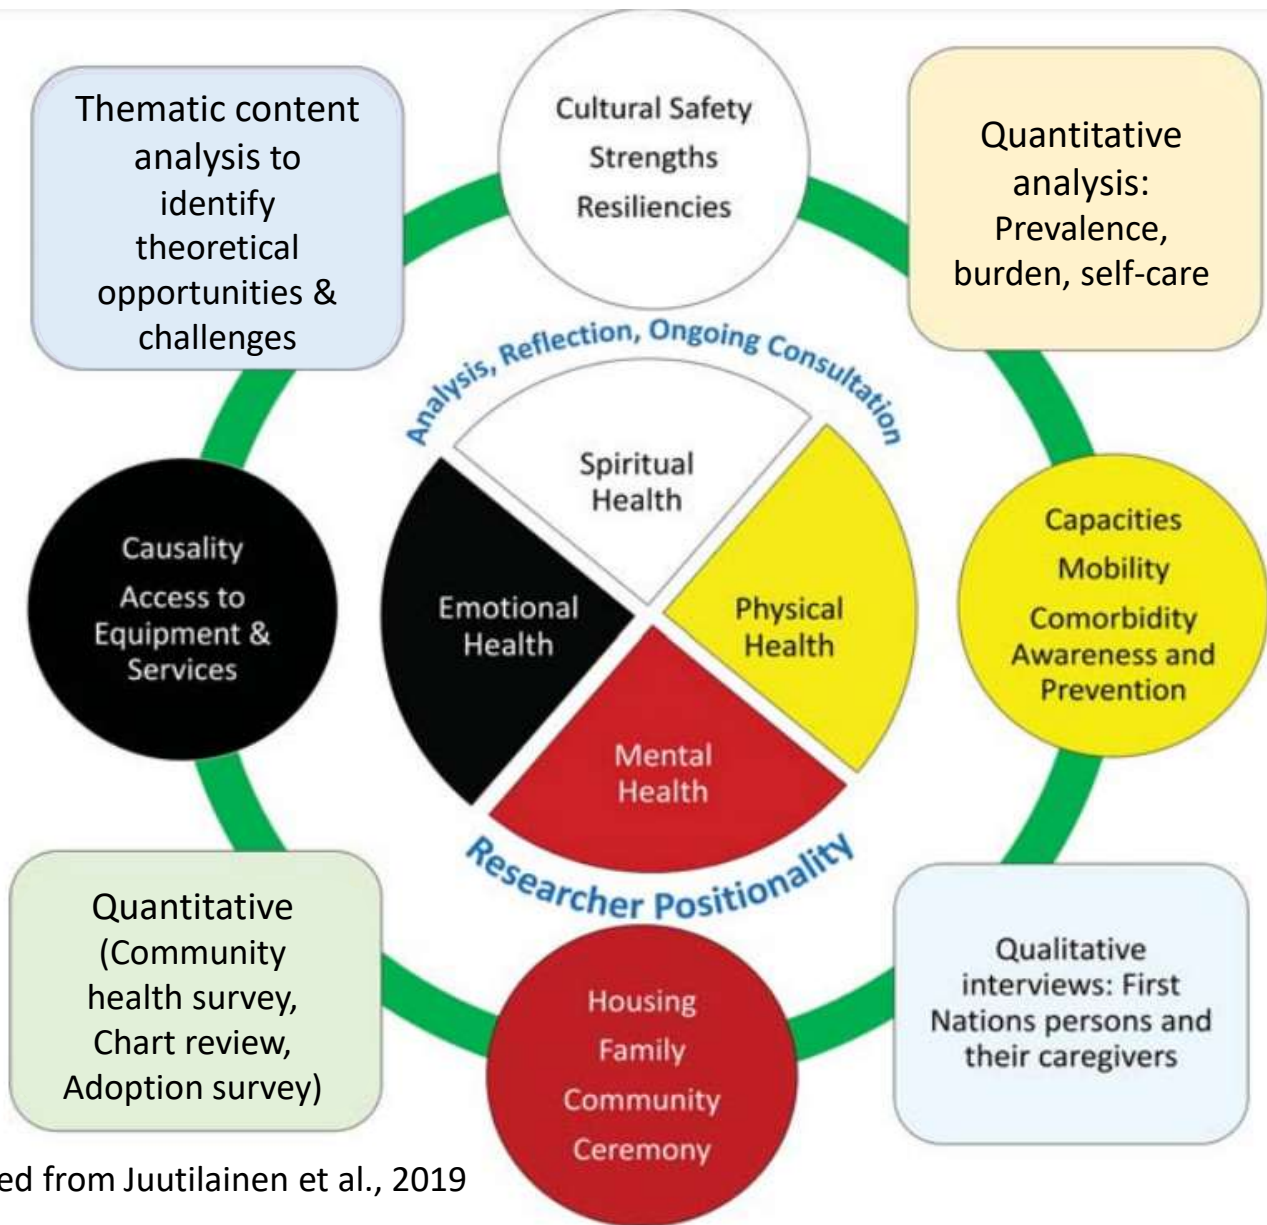 Thematic content
analysis to
identify
theoretical
opportunities &
challenges
Cultural Safety
Strengths
Resiliencies
Quantitative
analysis:
Prevalence,
burden, self-care
Analysis, Reflection, Ongoing Consultation
Spiritual
Health
Causality
Access to
Equipment &
Services
Emotional
Health
Physical
Health
Capacities
Mobility
Comorbidity
Awareness and
Prevention
Mental
Health
Researcher Positionality
Quantitative
(Community
health survey,
Chart review,
Adoption survey)
Housing
Family
Community
Ceremony
Qualitative
interviews: First
Nations persons and
their caregivers
ed from Juutilainen et al., 2019